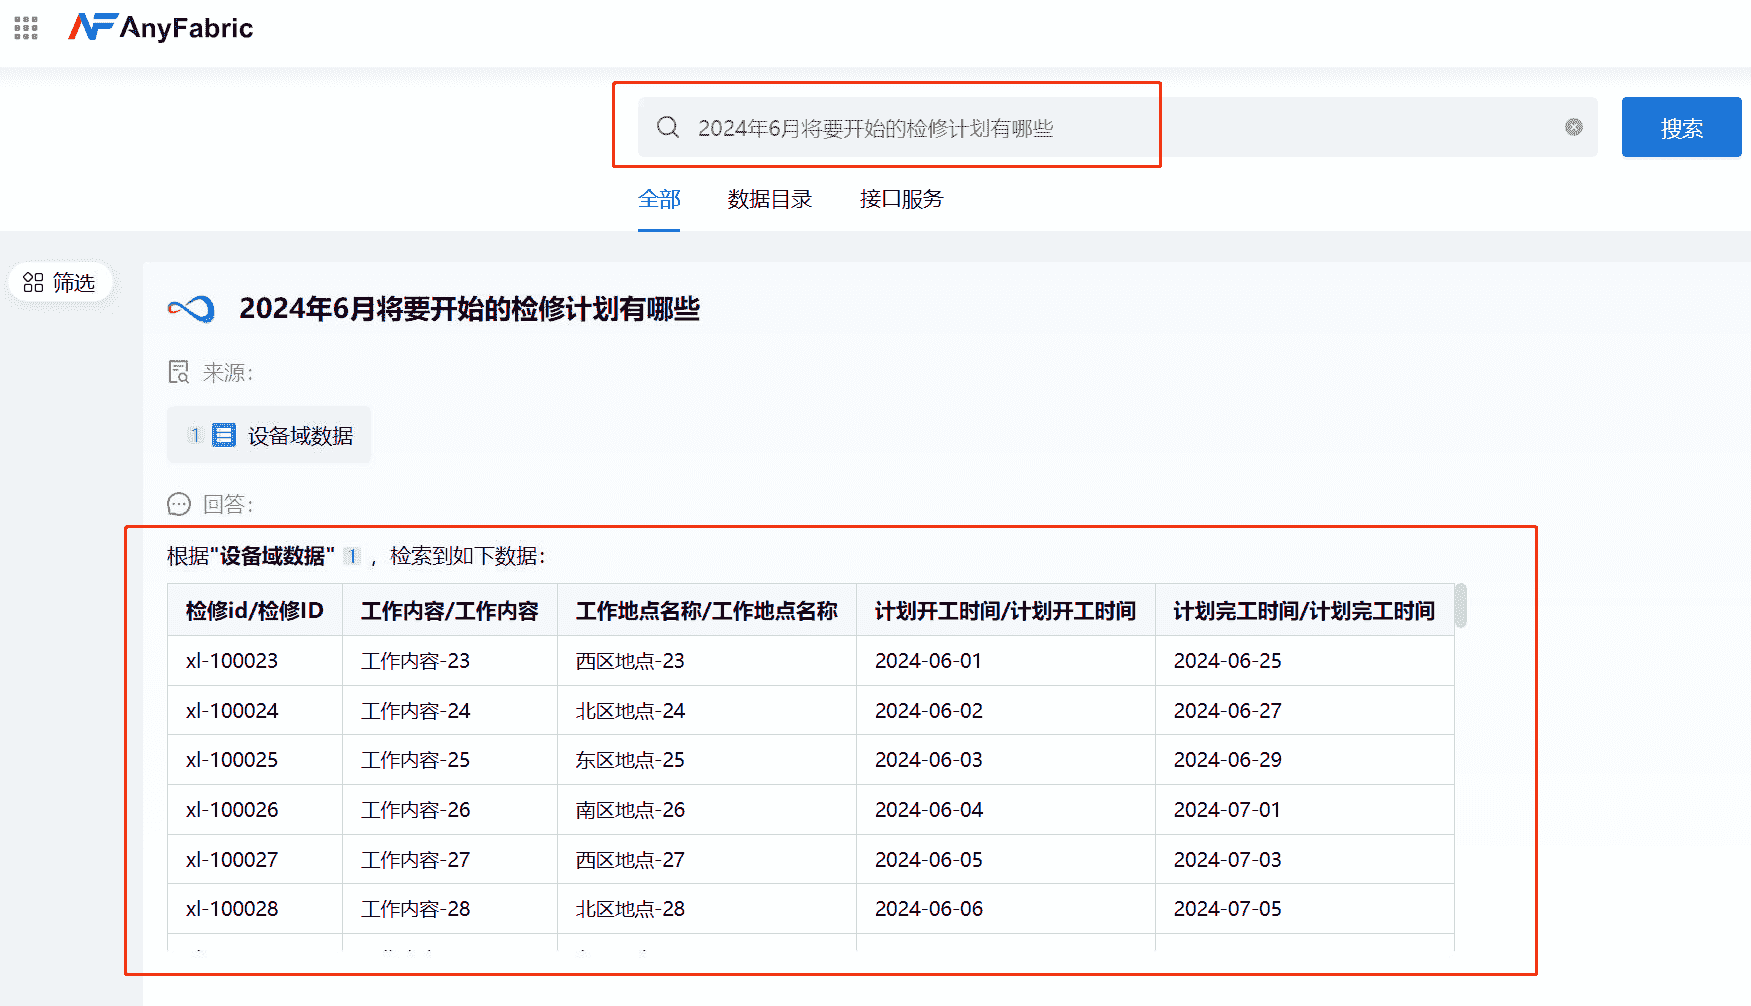 AnyFabric
2024年6月将要开始的检修计划有哪些
搜索
全部 数据目录 接口服务
筛选
2024年6月将要开始的检修计划有哪些
来源:
1 设备域数据
回答:
根据"设备域数据" 1 ，检索到如下数据:
检修id/检修ID 工作内容/工作内容 工作地点名称/工作地点名称 计划开工时间/计划开工时间 计划完工时间/计划完工时间
xl-100023 工作内容-23 西区地点-23 2024-06-01 2024-06-25
xl-100024 工作内容-24 北区地点-24 2024-06-02 2024-06-27
xl-100025 工作内容-25 东区地点-25 2024-06-03 2024-06-29
xl-100026 工作内容-26 南区地点-26 2024-06-04 2024-07-01
xl-100027 工作内容-27 西区地点-27 2024-06-05 2024-07-03
xl-100028 工作内容-28 北区地点-28 2024-06-06 2024-07-05